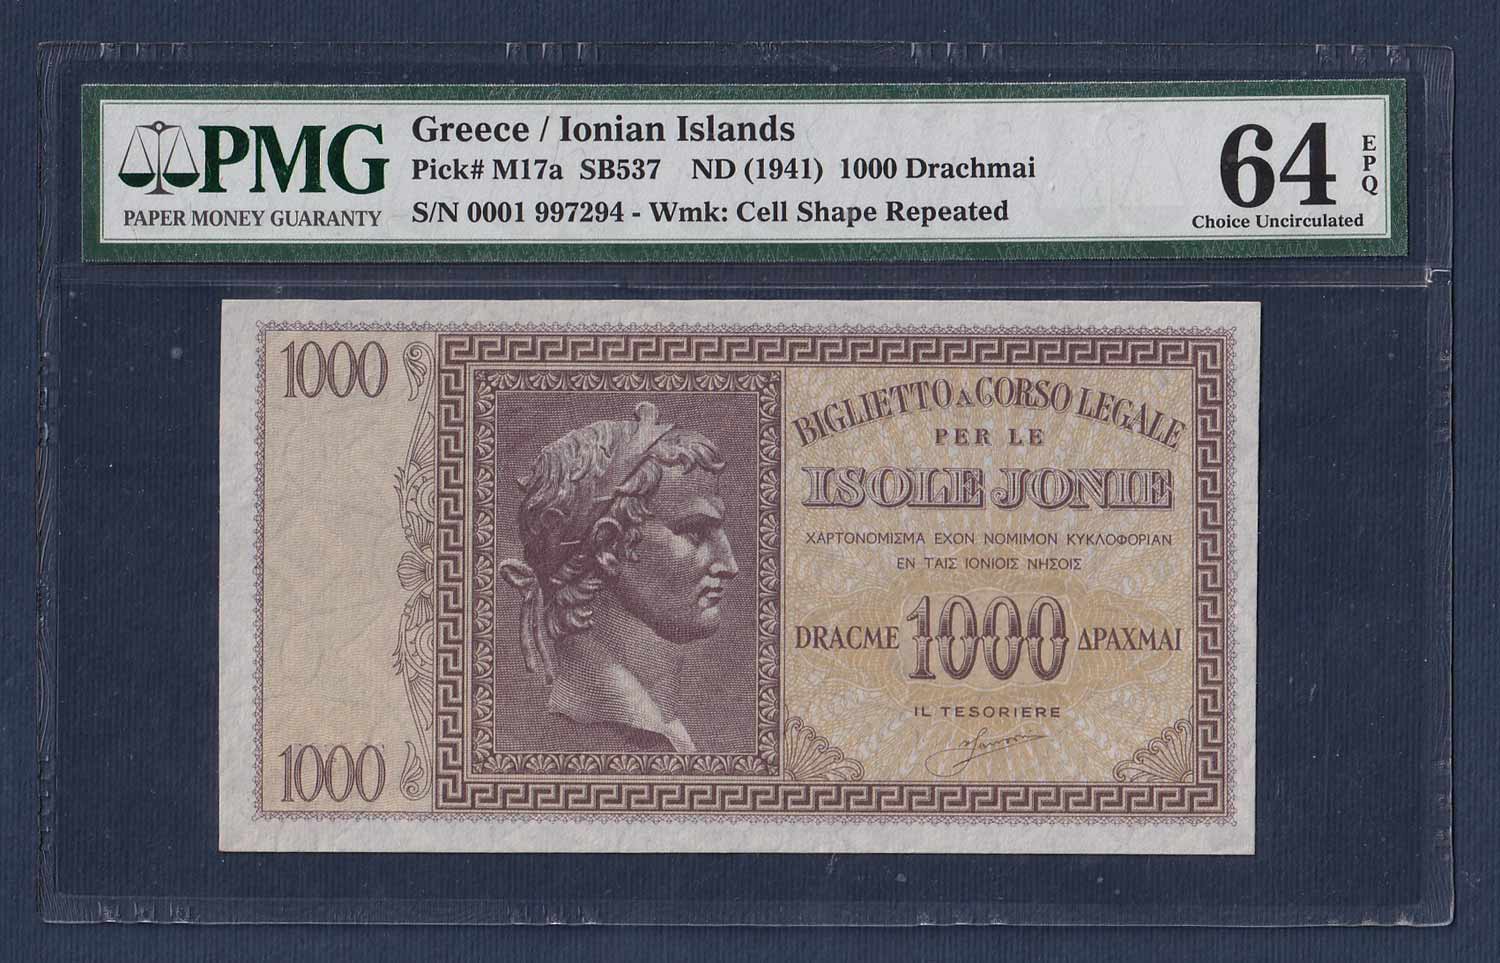 PMG
PAPER MONEY GUARANTY
Greece / Ionian Islands
Pick# M17a SB537 ND (1941) 1000 Drachmai
S/N 0001 997294 - Wmk: Cell Shape Repeated
64 EPQ
Choice Uncirculated
1000
BIGLIETTO A CORSO LEGALE
PER LE
ISOLE JONIE
ΧΑΡΤΟΝΟΜΙΣΜΑ ΕΧΟΝ ΝΟΜΙΜΟΝ ΚΥΚΛΟΦΟΡΙΑΝ
ΕΝ ΤΑΙΣ ΙΟΝΙΟΙΣ ΝΗΣΟΙΣ
DRACME 1000 ΔΡΑΧΜΑΙ
IL TESORIERE
1000